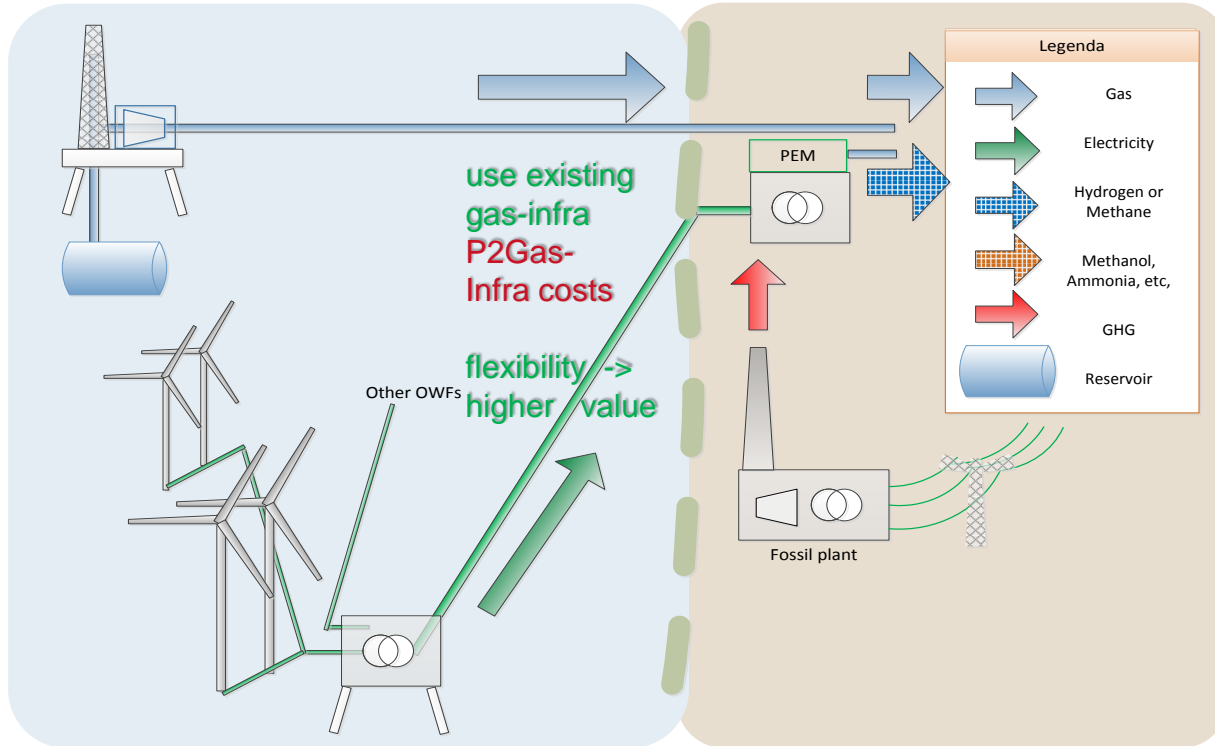 Legenda
Gas
Electricity
Hydrogen or
Methane
Methanol,
Ammonia, etc,
GHG
Reservoir
PEM
use existing
gas-infra
P2Gas-
Infra costs
flexibility ->
higher value
Other OWFs
Fossil plant